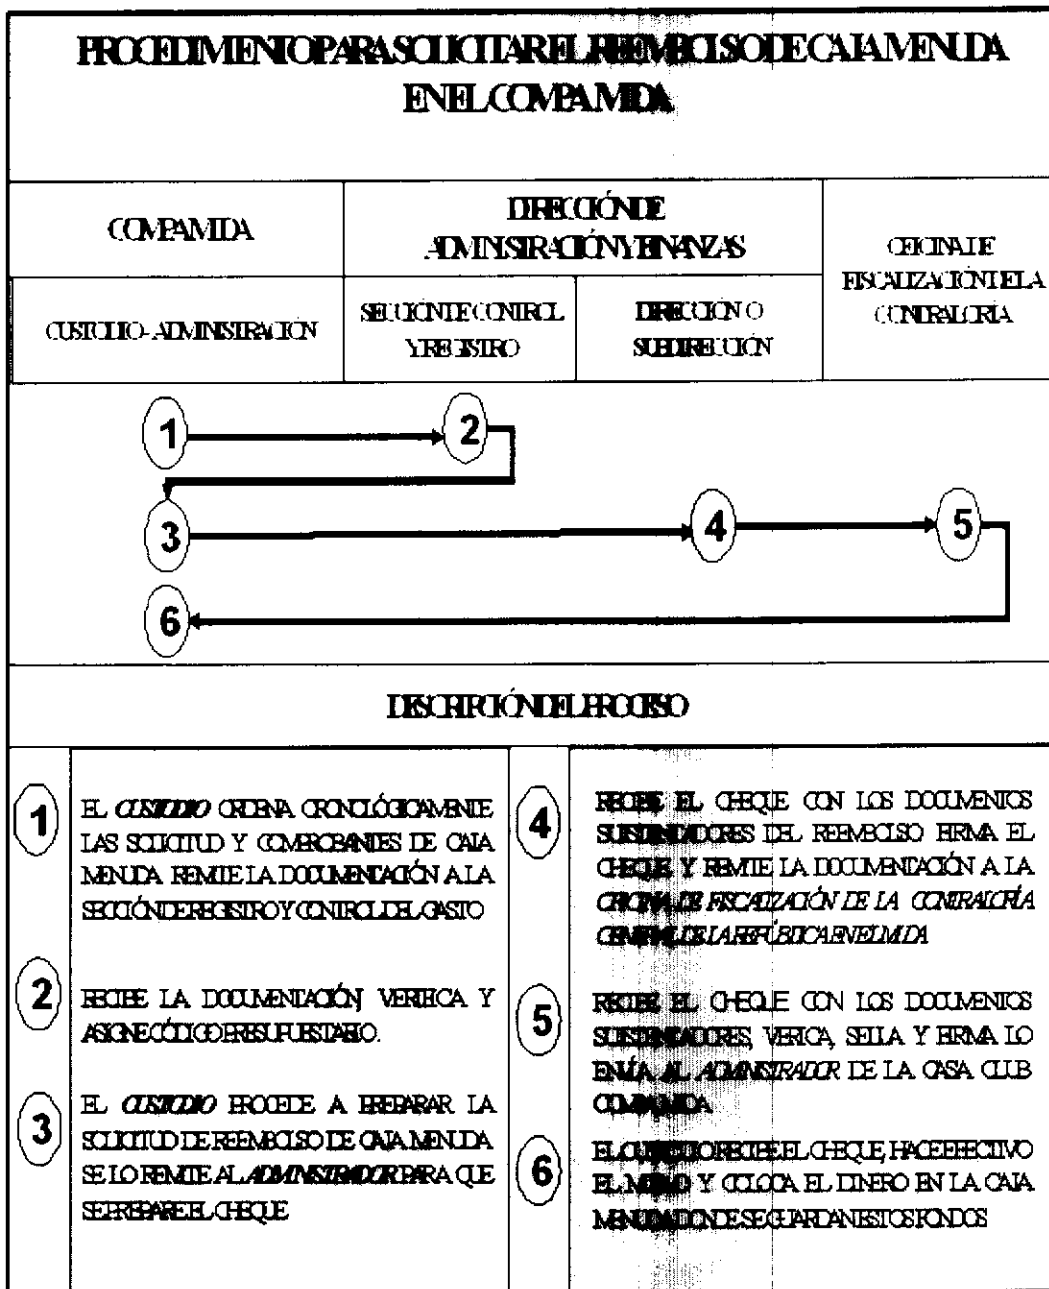 PROCEDIMIENTO PARA SOLICITAR EL REEMBOLSO DE CAJA MENUDA
EN EL COMPAMIDA
COMPAMIDA
DIRECCIÓN DE
ADMINISTRACIÓN Y FINANZAS
OFICINA DE
FISCALIZACIÓN DE LA
CONTRALORÍA
CUSTODIO - ADMINISTRACIÓN
SECCIÓN DE CONTROL
Y REGISTRO
DIRECCIÓN O
SUBDIRECCIÓN
1
2
3
4
5
6
DESCRIPCIÓN DEL PROCESO
1
EL CUSTODIO ORDENA CRONOLÓGICAMENTE
LAS SOLICITUD Y COMPROBANTES DE CAJA
MENUDA REMITE LA DOCUMENTACIÓN A LA
SECCIÓN DE REGISTRO Y CONTROL DEL GASTO
2
RECIBE LA DOCUMENTACIÓN, VERIFICA Y
ASIGNE CÓDIGO PRESUPUESTARIO.
3
EL CUSTODIO PROCEDE A PREPARAR LA
SOLICITUD DE REEMBOLSO DE CAJA MENUDA
SE LO REMITE AL ADMINISTRADOR PARA QUE
SE PREPARE EL CHEQUE
4
RECIBE EL CHEQUE CON LOS DOCUMENTOS
SUSTENTADORES DEL REEMBOLSO FIRMA EL
CHEQUE Y REMITE LA DOCUMENTACIÓN A LA
OFICINA DE FISCALIZACIÓN DE LA CONTRALORÍA
GENERAL DE LA REPÚBLICA EN EL MIDA
5
RECIBE EL CHEQUE CON LOS DOCUMENTOS
SUSTENTADORES, VERIFICA, SELLA Y FIRMA LO
ENVÍA AL ADMINISTRADOR DE LA CASA CLUB
COMPAMIDA
6
EL CUSTODIO RECIBE EL CHEQUE, HACE EFECTIVO
EL MISMO Y COLOCA EL DINERO EN LA CAJA
MENUDA DONDE SE GUARDAN ESTOS FONDOS